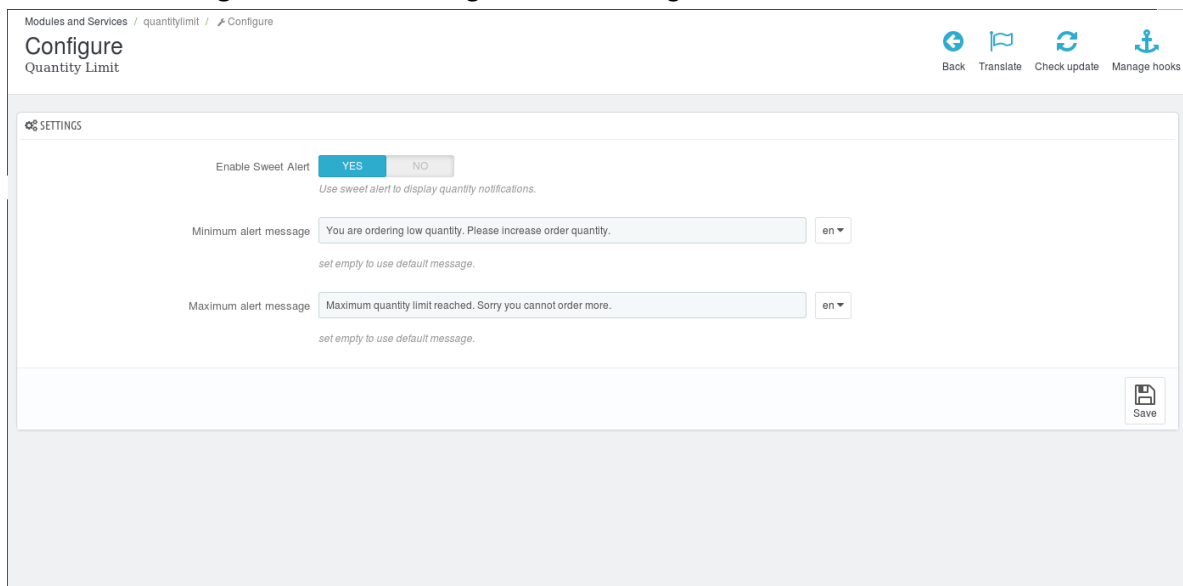 Modules and Services / quantitylimit / Configure
Configure
Quantity Limit
Back Translate Check update Manage hooks
SETTINGS
Enable Sweet Alert YES NO
Use sweet alert to display quantity notifications.
Minimum alert message You are ordering low quantity. Please increase order quantity. en
set empty to use default message.
Maximum alert message Maximum quantity limit reached. Sorry you cannot order more. en
set empty to use default message.
Save